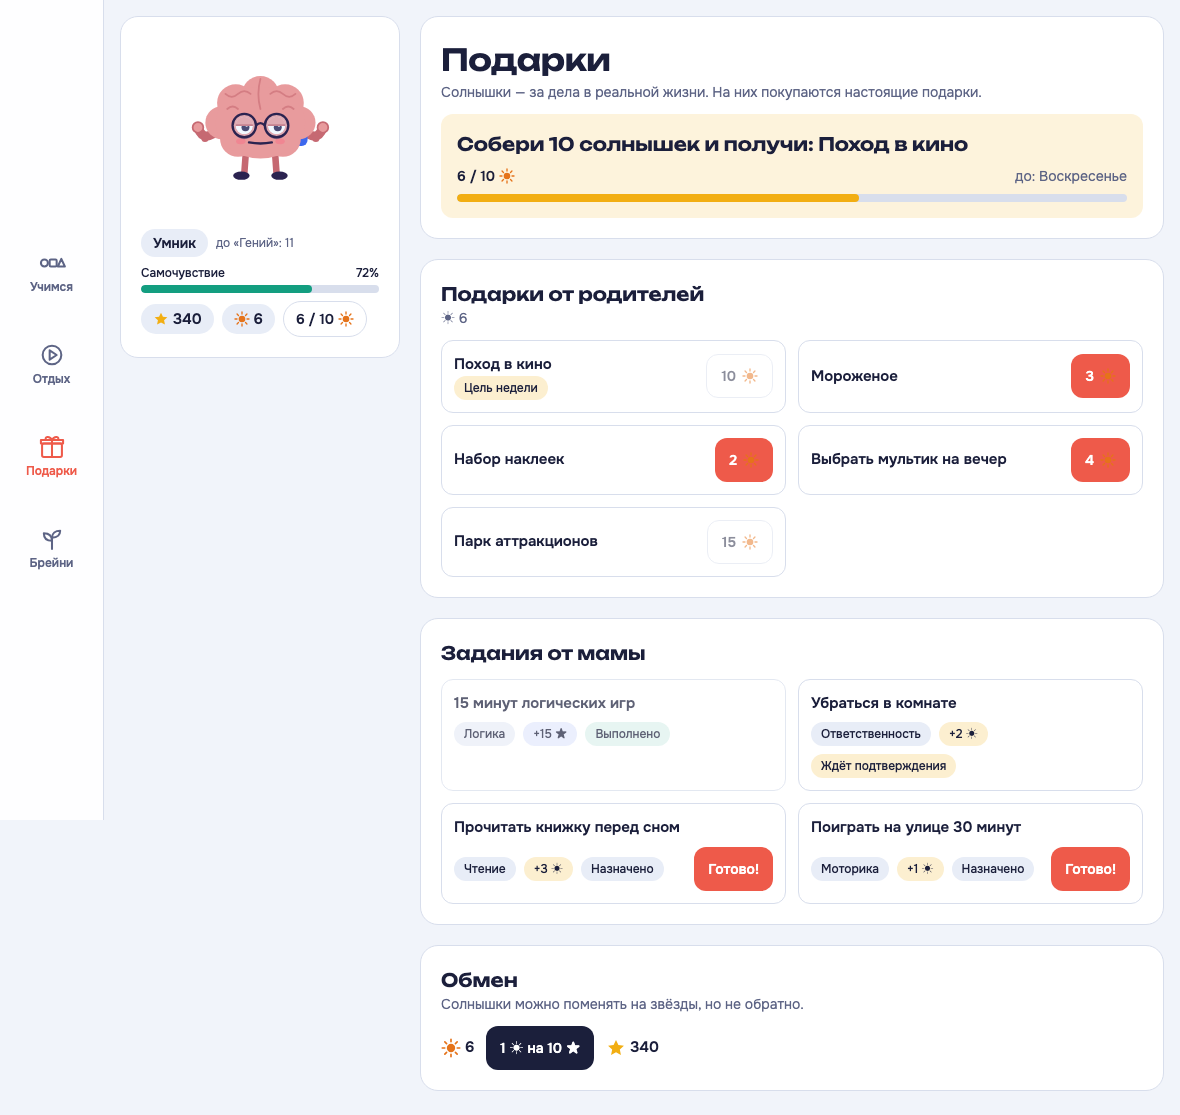 Учимся
Отдых
Подарки
Брейни
Умник до «Гений»: 11
Самочувствие 72%
340 6 6 / 10
Подарки
Солнышки — за дела в реальной жизни. На них покупаются настоящие подарки.
Собери 10 солнышек и получи: Поход в кино
6 / 10 до: Воскресенье
Подарки от родителей
6
Поход в кино
Цель недели
10
Мороженое
3
Набор наклеек
2
Выбрать мультик на вечер
4
Парк аттракционов
15
Задания от мамы
15 минут логических игр
Логика +15 ★ Выполнено
Убраться в комнате
Ответственность +2 ☀
Ждёт подтверждения
Прочитать книжку перед сном
Чтение +3 ☀ Назначено Готово!
Поиграть на улице 30 минут
Моторика +1 ☀ Назначено Готово!
Обмен
Солнышки можно поменять на звёзды, но не обратно.
6 1 ☀ на 10 ★ 340